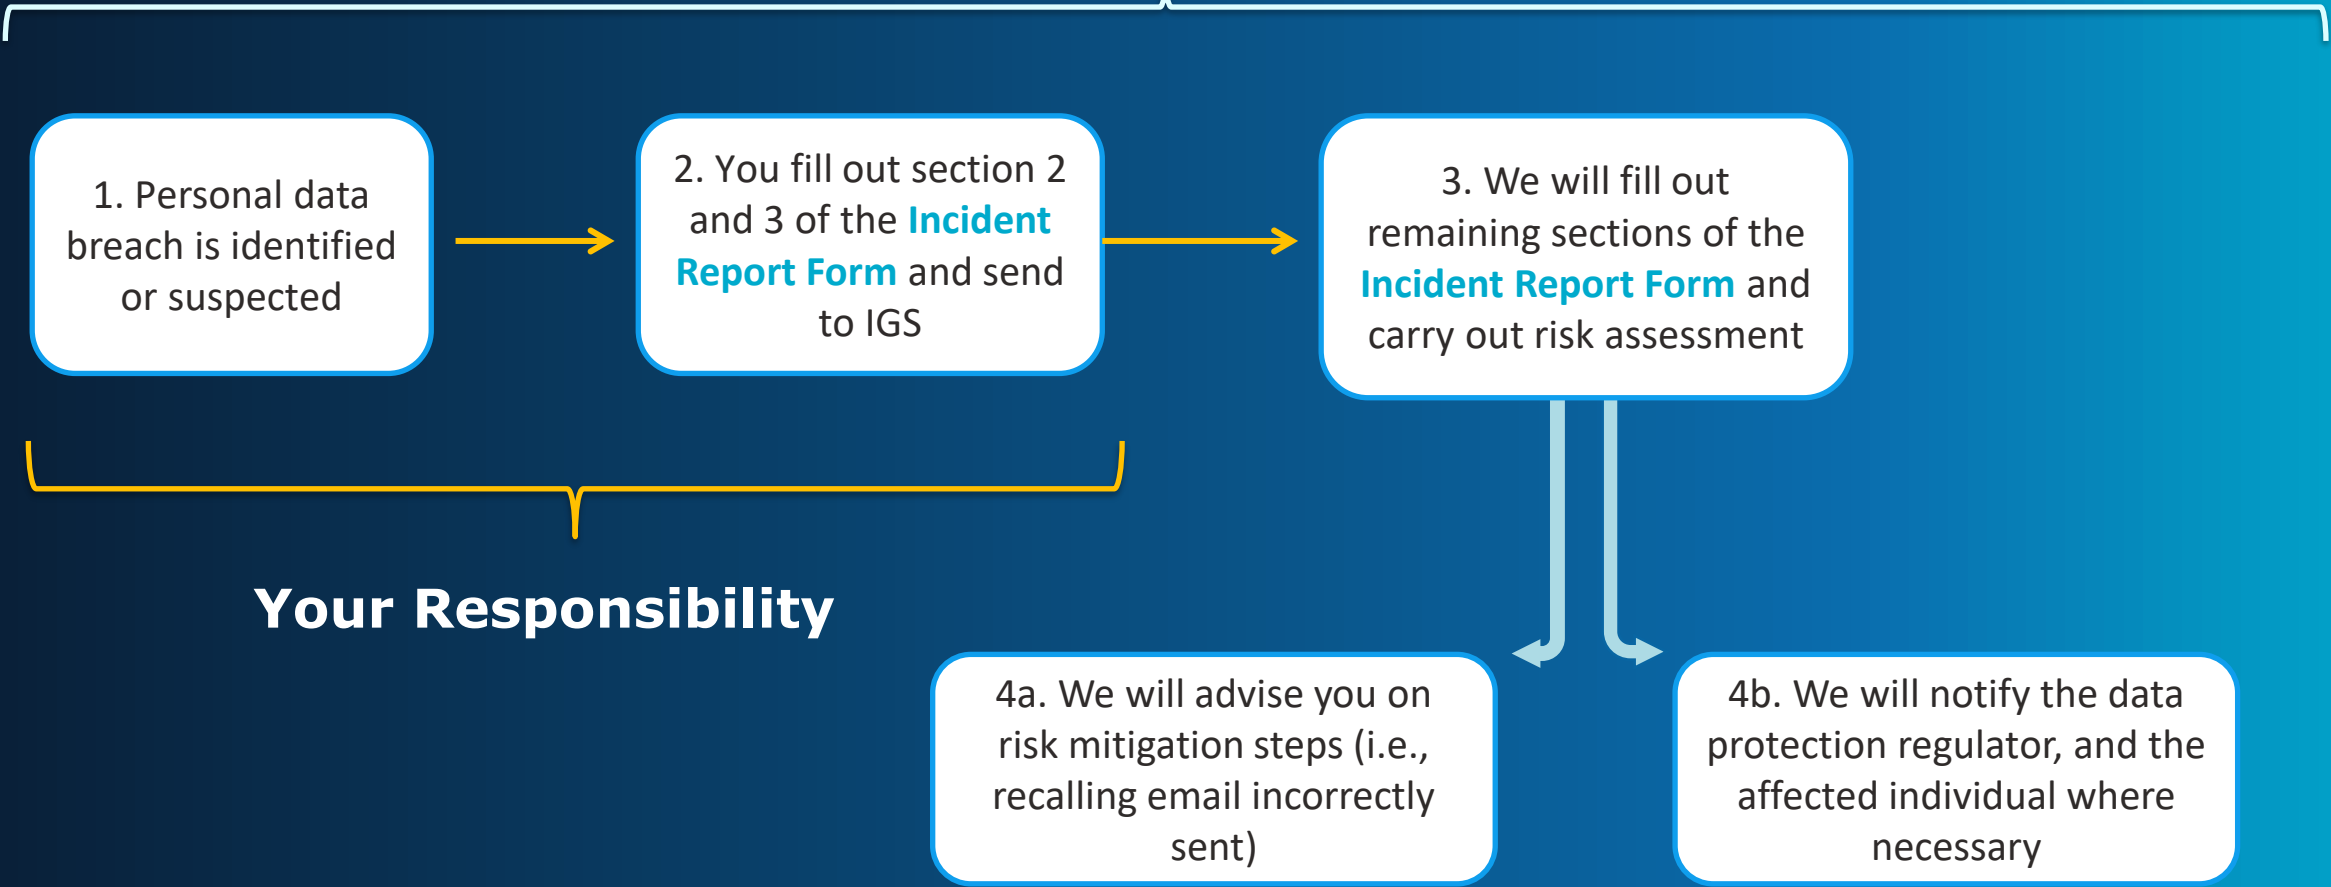 1. Personal data
breach is identified
or suspected
2. You fill out section 2
and 3 of the Incident
Report Form and send
to IGS
3. We will fill out
remaining sections of the
Incident Report Form and
carry out risk assessment
Your Responsibility
4a. We will advise you on
risk mitigation steps (i.e.,
recalling email incorrectly
sent)
4b. We will notify the data
protection regulator, and the
affected individual where
necessary